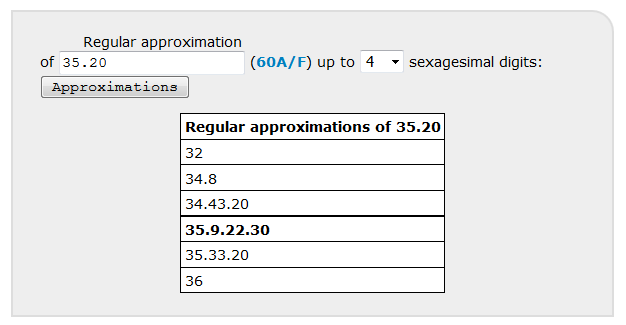 Regular approximation
of 35.20 (60A/F) up to 4 sexagesimal digits:
Approximations
Regular approximations of 35.20
32
34.8
34.43.20
35.9.22.30
35.33.20
36